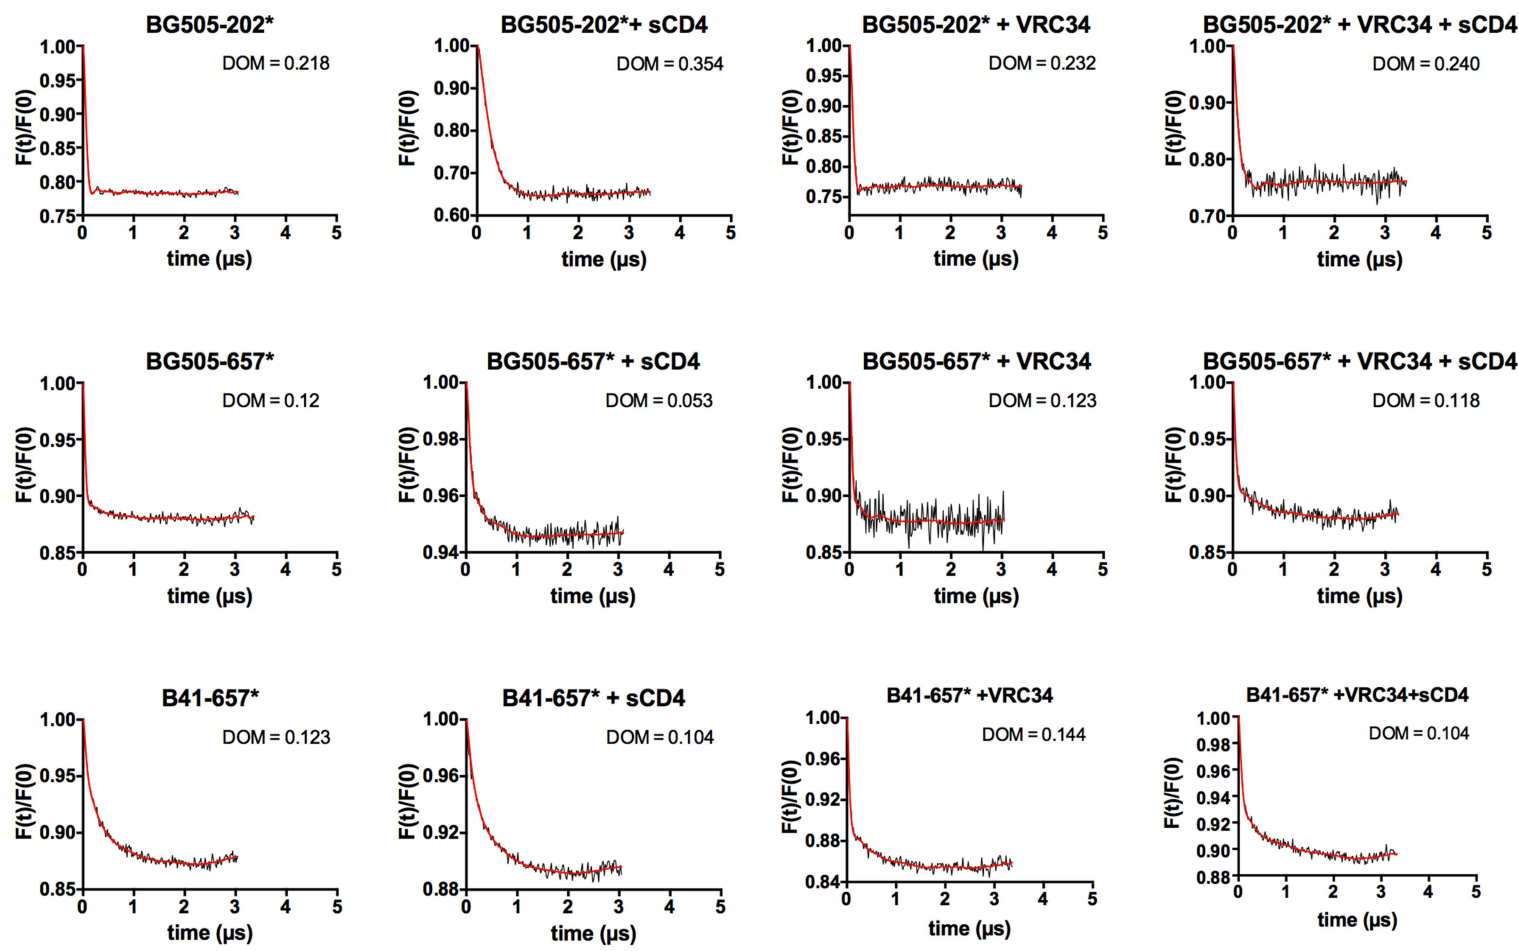 BG505-202*
DOM = 0.218
F(t)/F(0)
1.00
0.95
0.90
0.85
0.80
0.75
0 1 2 3 4 5
time (µs)
BG505-202*+ sCD4
DOM = 0.354
F(t)/F(0)
1.00
0.90
0.80
0.70
0.60
0 1 2 3 4 5
time (µs)
BG505-202* + VRC34
DOM = 0.232
F(t)/F(0)
1.00
0.95
0.90
0.85
0.80
0.75
0 1 2 3 4 5
time (µs)
BG505-202* + VRC34 + sCD4
DOM = 0.240
F(t)/F(0)
1.00
0.90
0.80
0.70
0 1 2 3 4 5
time (µs)
BG505-657*
DOM = 0.12
F(t)/F(0)
1.00
0.95
0.90
0.85
0 1 2 3 4 5
time (µs)
BG505-657* + sCD4
DOM = 0.053
F(t)/F(0)
1.00
0.98
0.96
0.94
0 1 2 3 4 5
time (µs)
BG505-657* + VRC34
DOM = 0.123
F(t)/F(0)
1.00
0.95
0.90
0.85
0 1 2 3 4 5
time (µs)
BG505-657* + VRC34 + sCD4
DOM = 0.118
F(t)/F(0)
1.00
0.95
0.90
0.85
0 1 2 3 4 5
time (µs)
B41-657*
DOM = 0.123
F(t)/F(0)
1.00
0.95
0.90
0.85
0 1 2 3 4 5
time (µs)
B41-657* + sCD4
DOM = 0.104
F(t)/F(0)
1.00
0.96
0.92
0.88
0 1 2 3 4 5
time (µs)
B41-657* +VRC34
DOM = 0.144
F(t)/F(0)
1.00
0.96
0.92
0.88
0.84
0 1 2 3 4 5
time (µs)
B41-657* +VRC34+sCD4
DOM = 0.104
F(t)/F(0)
1.00
0.98
0.96
0.94
0.92
0.90
0.88
0 1 2 3 4 5
time (µs)